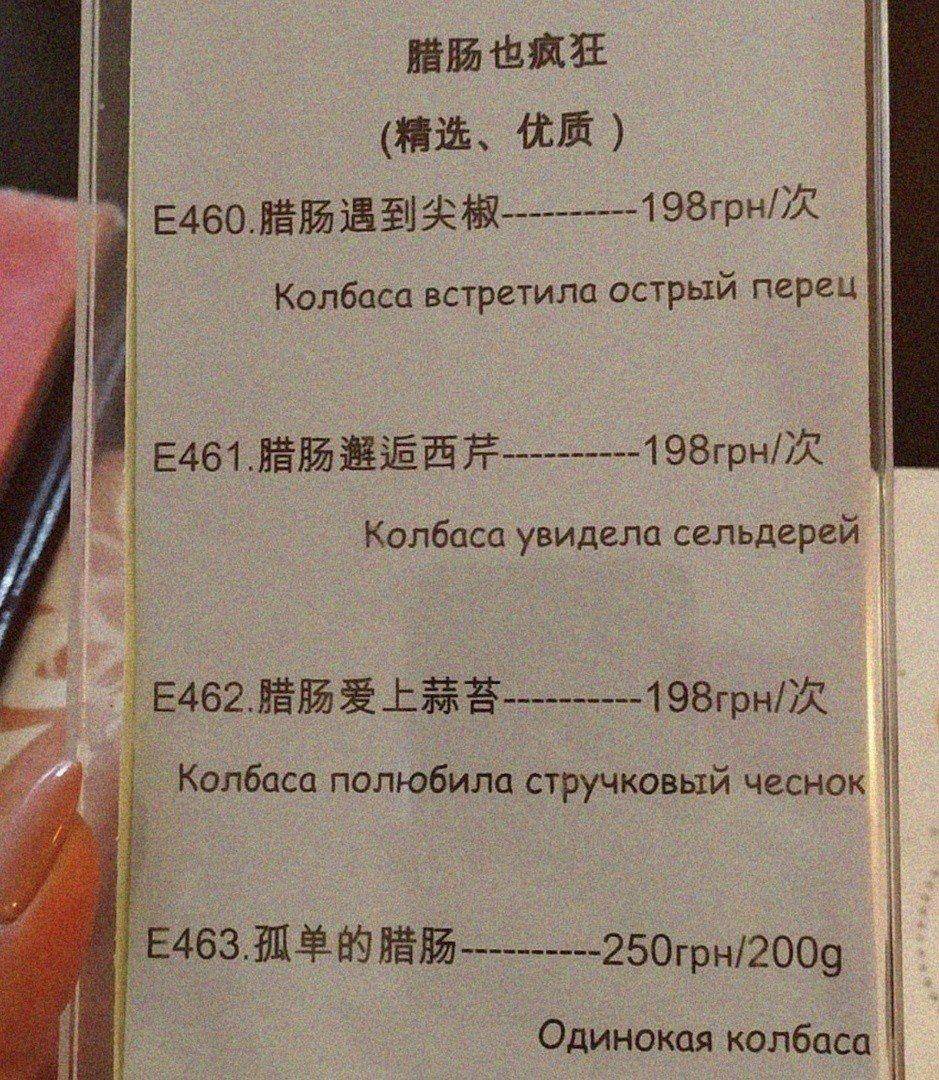 腊肠也疯狂
(精选、优质）
E460.腊肠遇到尖椒----------198грн/次
Колбаса встретила острый перец
E461.腊肠邂逅西芹----------198грн/次
Колбаса увидела сельдерей
E462.腊肠爱上蒜苔----------198грн/次
Колбаса полюбила стручковый чеснок
E463.孤单的腊肠----------250грн/200g
Одинокая колбаса